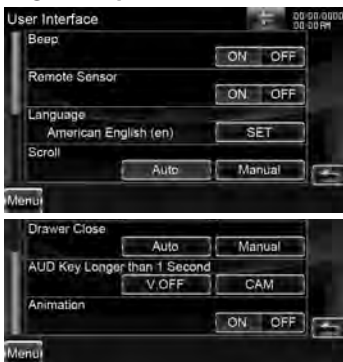 User Interface
00/00/0000
00:00 PM
Beep
ON OFF
Remote Sensor
ON OFF
Language
American English (en) SET
Scroll
Auto Manual
Menu
Drawer Close
Auto Manual
AUD Key Longer than 1 Second
V.OFF CAM
Animation
ON OFF
Menu